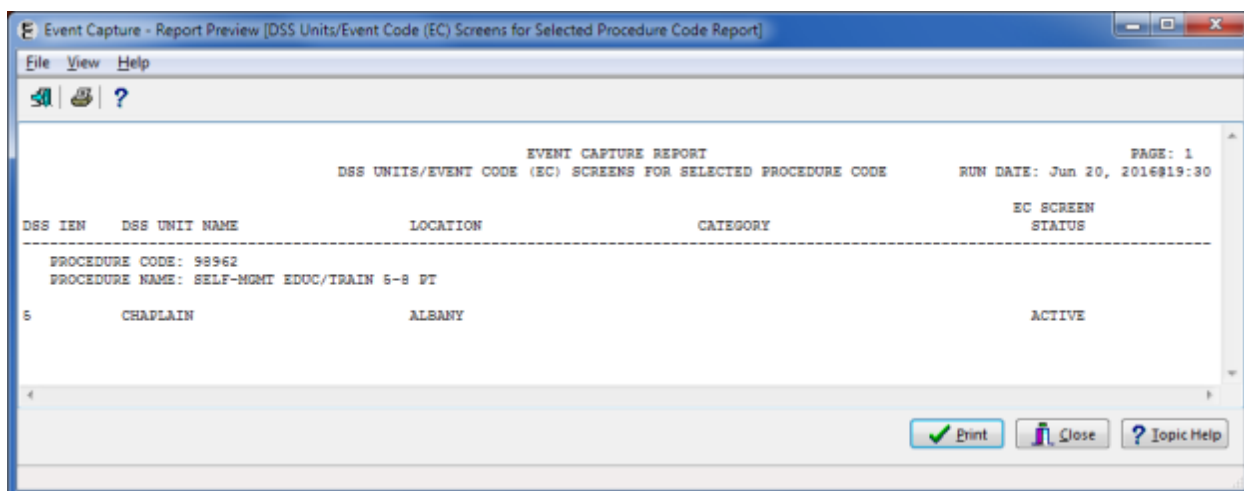 Event Capture - Report Preview [DSS Units/Event Code (EC) Screens for Selected Procedure Code Report]
File View Help
EVENT CAPTURE REPORT PAGE: 1
DSS UNITS/EVENT CODE (EC) SCREENS FOR SELECTED PROCEDURE CODE RUN DATE: Jun 20, 2016@19:30
EC SCREEN
DSS IEN DSS UNIT NAME LOCATION CATEGORY STATUS
PROCEDURE CODE: 98962
PROCEDURE NAME: SELF-MGMT EDUC/TRAIN 5-8 PT
5 CHAPLAIN ALBANY ACTIVE
Print Close Topic Help